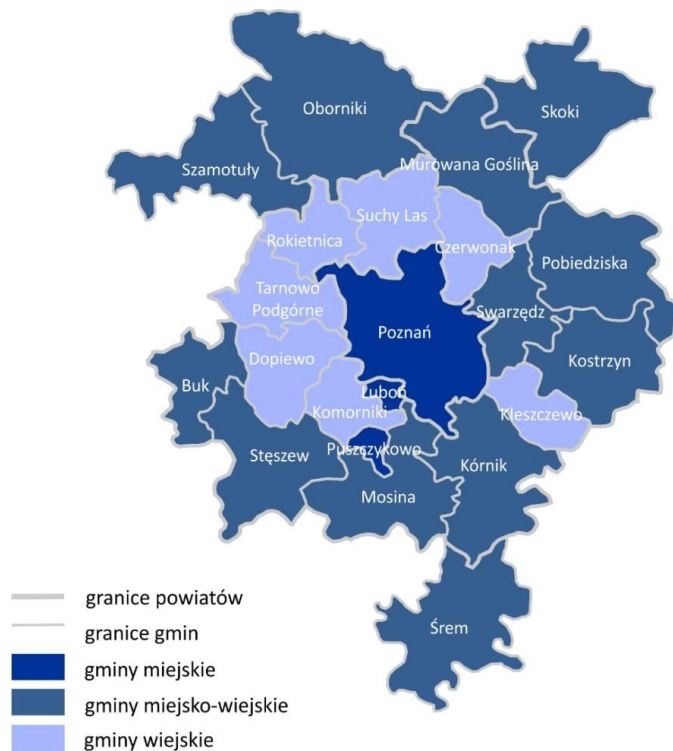 Oborniki
Skoki
Szamotuły
Murowana Goślina
Suchy Las
Rokietnica
Czerwonak
Pobiedziska
Tarnowo
Podgórne
Swarzędz
Poznań
Dopiewo
Kostrzyn
Buk
Luboń
Komorniki
Kleszczewo
Puszczykowo
Stęszew
Kórnik
Mosina
Śrem
granice powiatów
granice gmin
gminy miejskie
gminy miejsko-wiejskie
gminy wiejskie